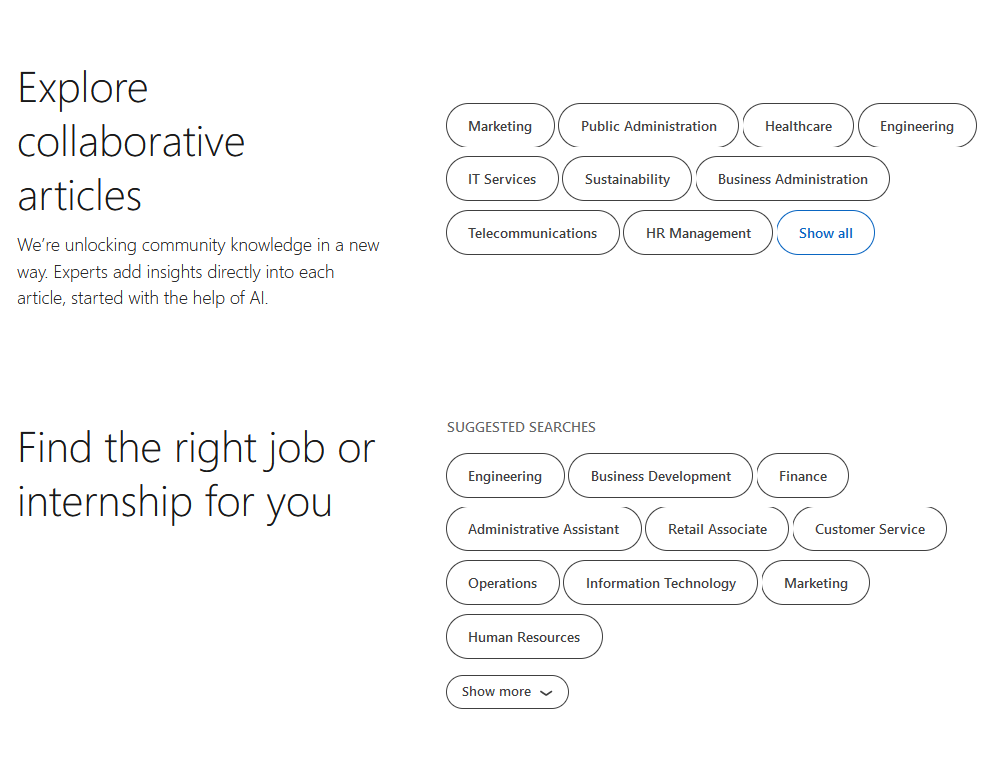 Explore
collaborative
articles
We’re unlocking community knowledge in a new
way. Experts add insights directly into each
article, started with the help of AI.
Marketing Public Administration Healthcare Engineering
IT Services Sustainability Business Administration
Telecommunications HR Management Show all
Find the right job or
internship for you
SUGGESTED SEARCHES
Engineering Business Development Finance
Administrative Assistant Retail Associate Customer Service
Operations Information Technology Marketing
Human Resources
Show more